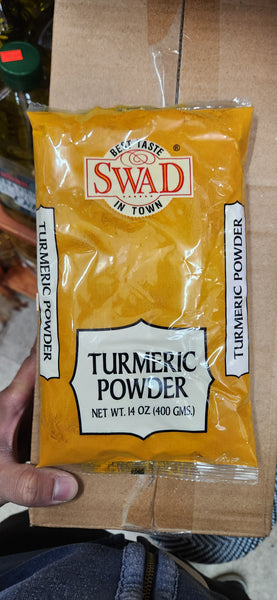 BEST TASTE
®
SWAD
IN TOWN
TURMERIC POWDER
TURMERIC POWDER
TURMERIC
POWDER
NET WT. 14 OZ (400 GMS.)